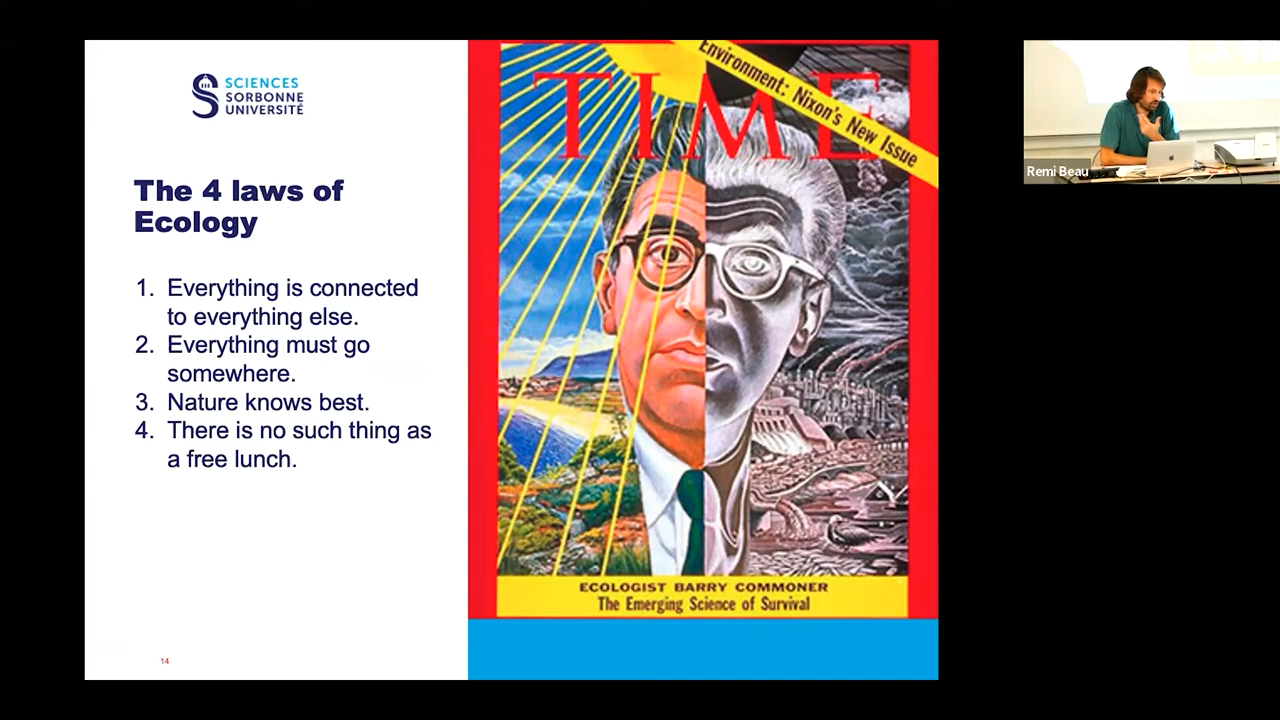 SCIENCES
SORBONNE
UNIVERSITÉ
The 4 laws of
Ecology
1. Everything is connected
to everything else.
2. Everything must go
somewhere.
3. Nature knows best.
4. There is no such thing as
a free lunch.
14
TIME
Environment: Nixon's New Issue
ECOLOGIST BARRY COMMONER
The Emerging Science of Survival
Remi Beau